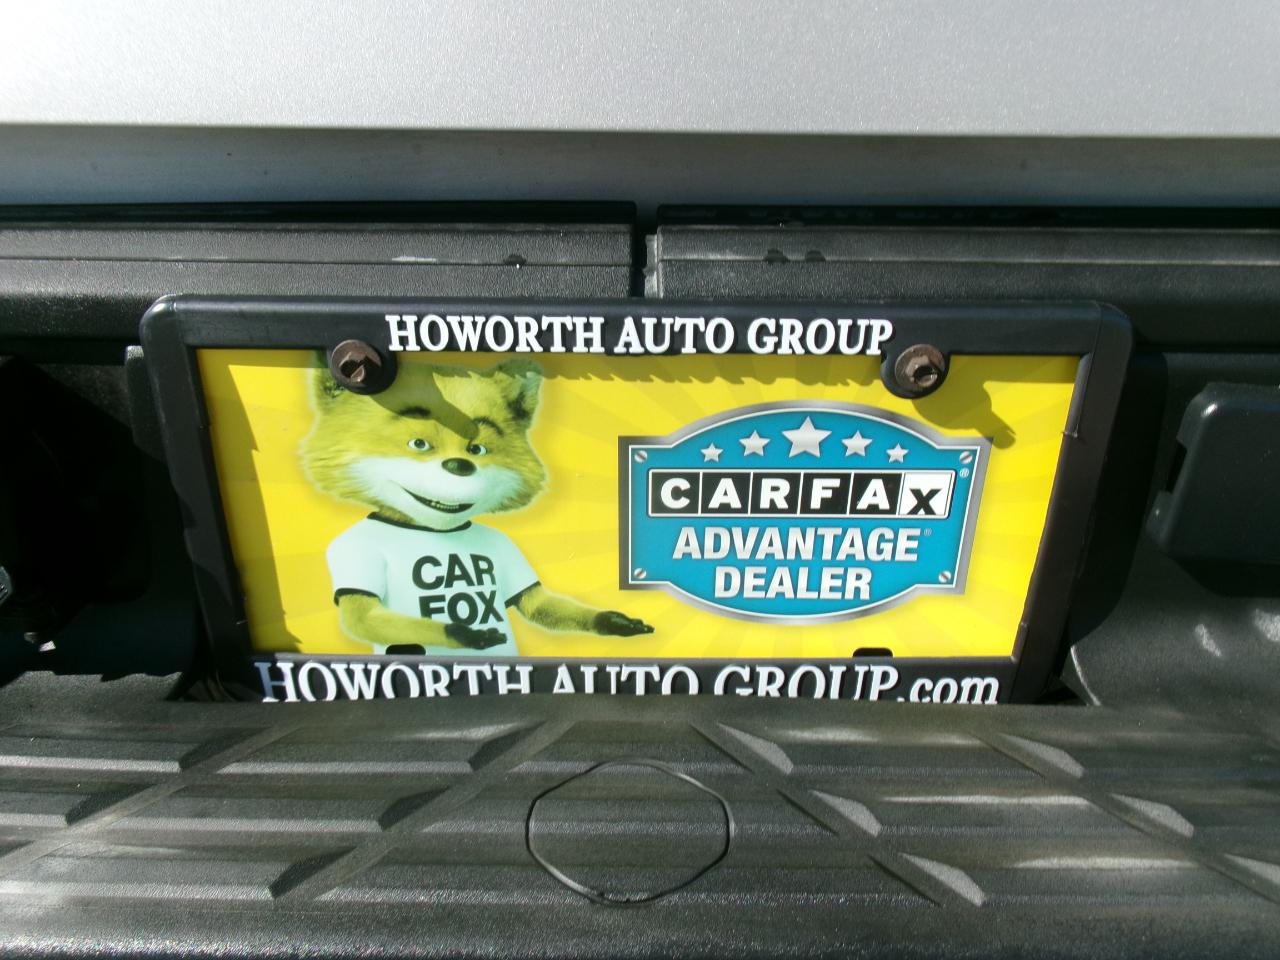 HOWORTH AUTO GROUP
CARFAX®
ADVANTAGE®
DEALER
CAR
FOX
HOWORTH AUTO GROUP.com